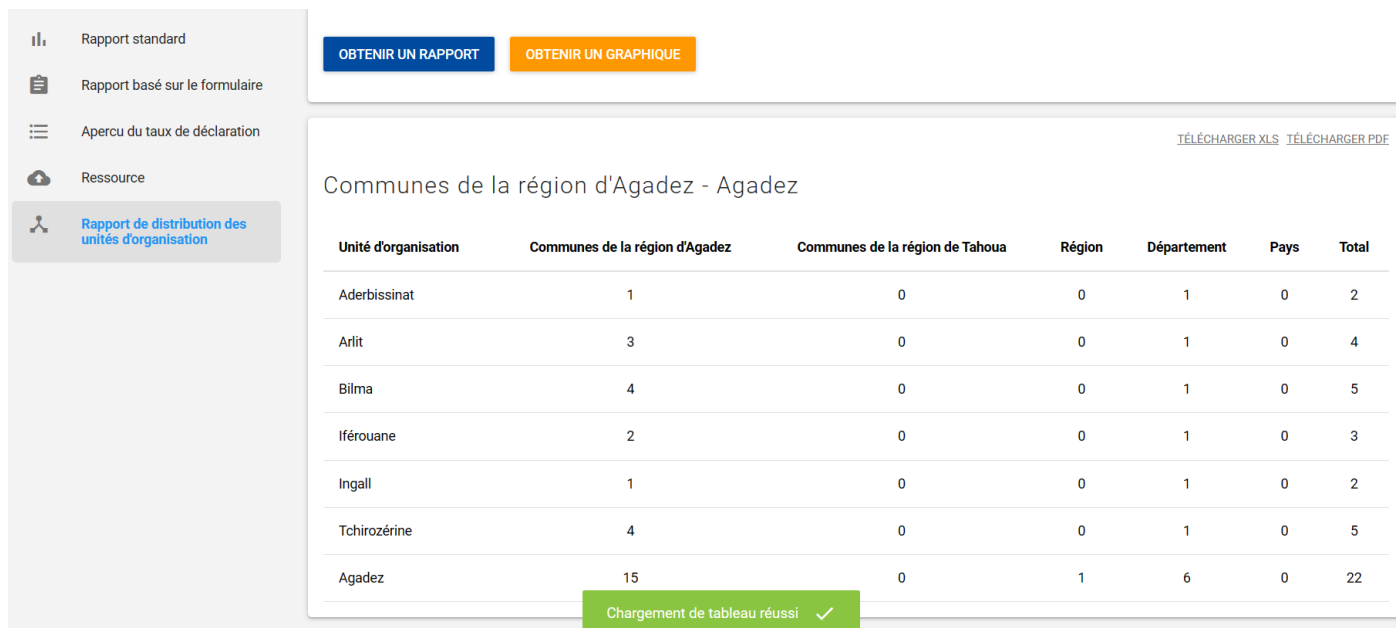 Rapport standard
Rapport basé sur le formulaire
Apercu du taux de déclaration
Ressource
Rapport de distribution des
unités d'organisation
OBTENIR UN RAPPORT OBTENIR UN GRAPHIQUE
TÉLÉCHARGER XLS TÉLÉCHARGER PDF
Communes de la région d'Agadez - Agadez
Unité d'organisation Communes de la région d'Agadez Communes de la région de Tahoua Région Département Pays Total
Aderbissinat 1 0 0 1 0 2
Arlit 3 0 0 1 0 4
Bilma 4 0 0 1 0 5
Iférouane 2 0 0 1 0 3
Ingall 1 0 0 1 0 2
Tchirozérine 4 0 0 1 0 5
Agadez 15 0 1 6 0 22
Chargement de tableau réussi